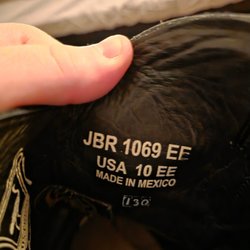 JBR 1069 EE
USA 10 EE
MADE IN MEXICO
130